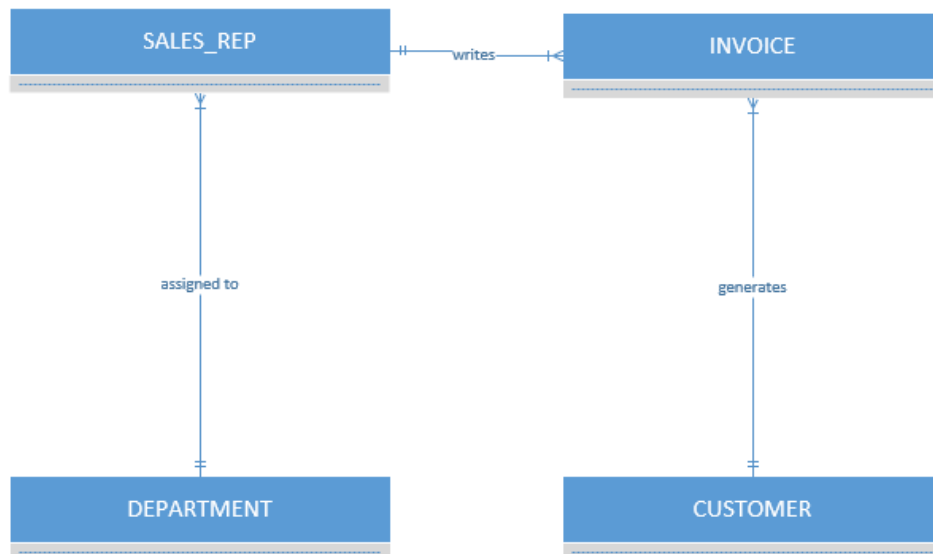 SALES_REP
writes
INVOICE
assigned to
generates
DEPARTMENT
CUSTOMER